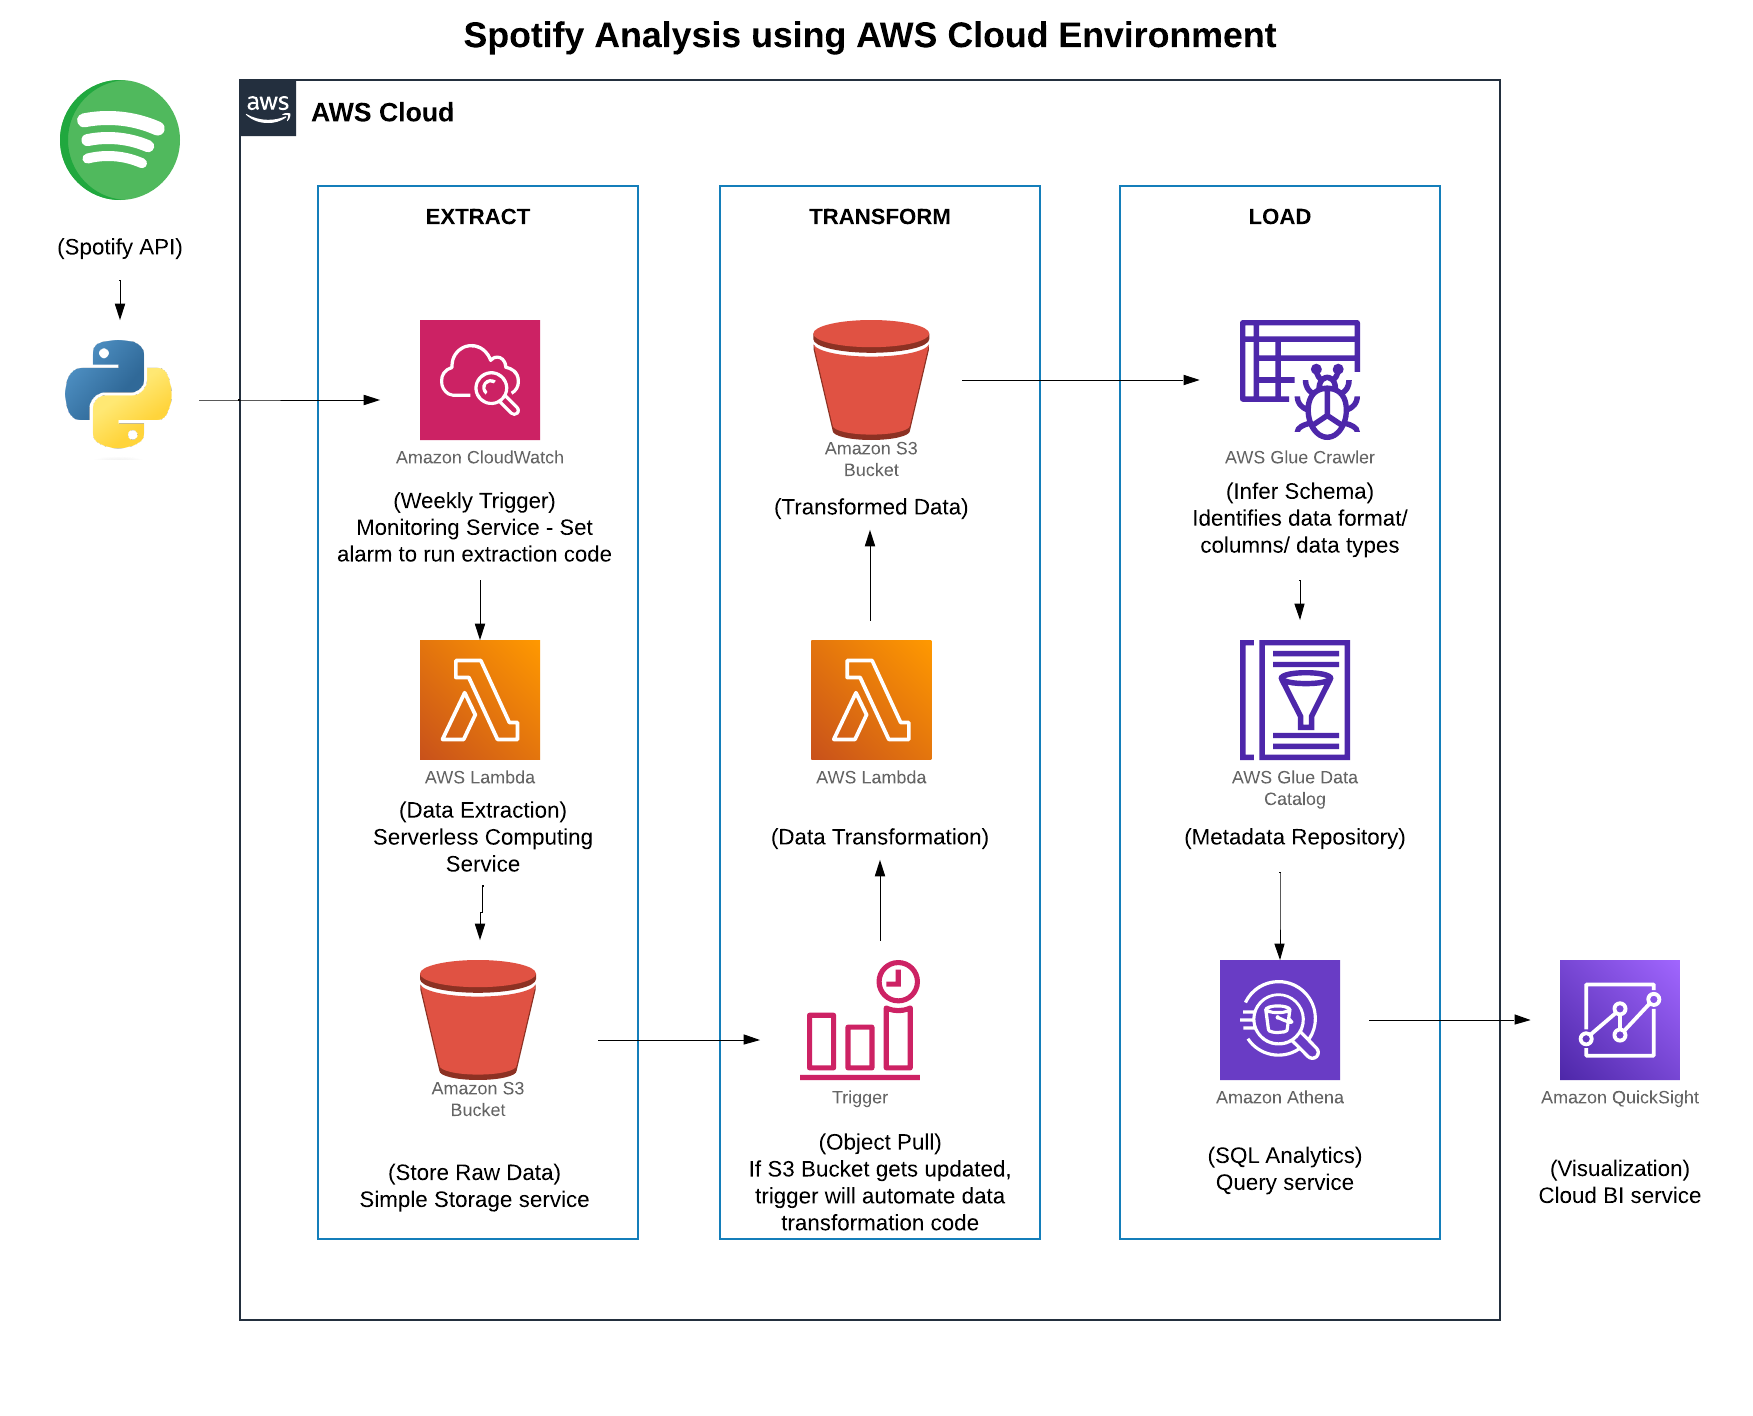 Spotify Analysis using AWS Cloud Environment
aws
AWS Cloud
(Spotify API)
EXTRACT
Amazon CloudWatch
(Weekly Trigger)
Monitoring Service - Set
alarm to run extraction code
AWS Lambda
(Data Extraction)
Serverless Computing
Service
Amazon S3
Bucket
(Store Raw Data)
Simple Storage service
TRANSFORM
Amazon S3
Bucket
(Transformed Data)
AWS Lambda
(Data Transformation)
Trigger
(Object Pull)
If S3 Bucket gets updated,
trigger will automate data
transformation code
LOAD
AWS Glue Crawler
(Infer Schema)
Identifies data format/
columns/ data types
AWS Glue Data
Catalog
(Metadata Repository)
Amazon Athena
(SQL Analytics)
Query service
Amazon QuickSight
(Visualization)
Cloud BI service